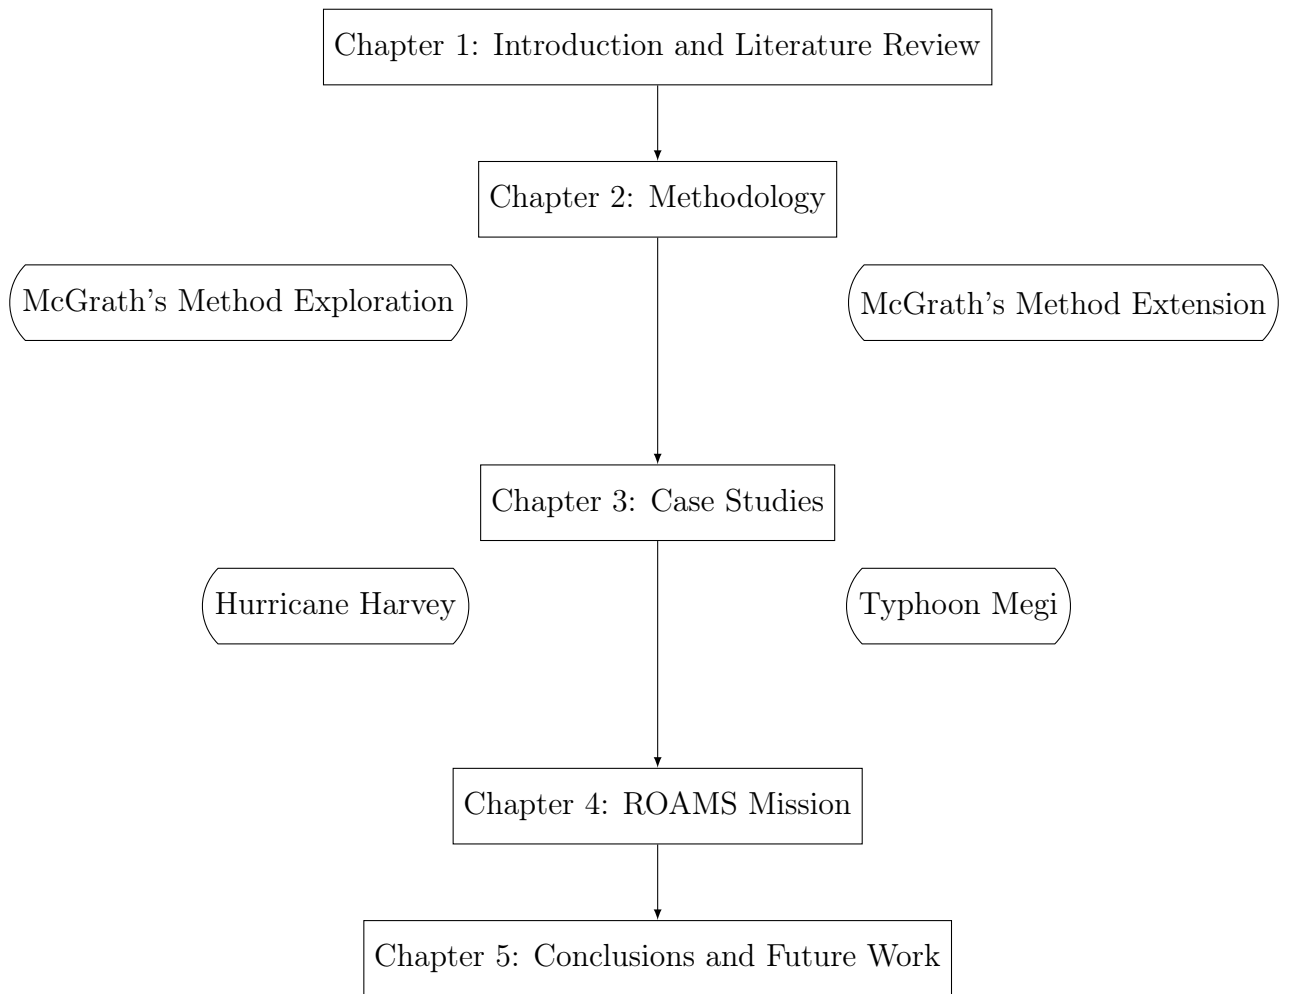 Chapter 1: Introduction and Literature Review
Chapter 2: Methodology
McGrath's Method Exploration
McGrath's Method Extension
Chapter 3: Case Studies
Hurricane Harvey
Typhoon Megi
Chapter 4: ROAMS Mission
Chapter 5: Conclusions and Future Work